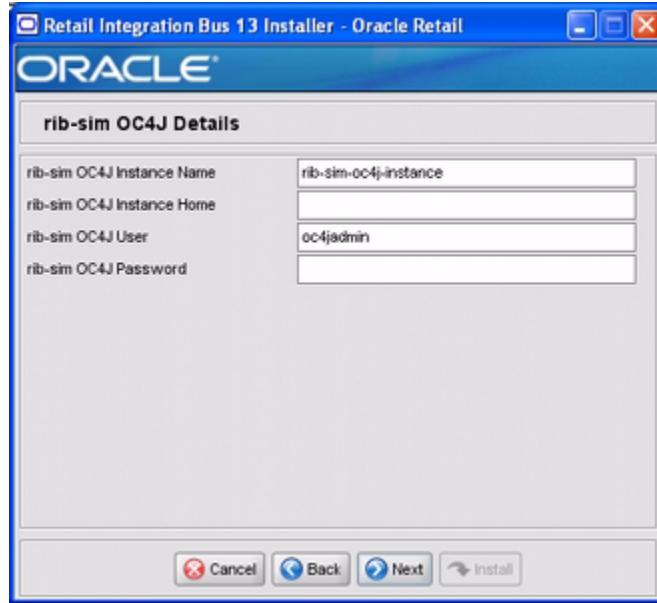 Retail Integration Bus 13 Installer - Oracle Retail
ORACLE®
rib-sim OC4J Details
rib-sim OC4J Instance Name rib-sim-oc4j-instance
rib-sim OC4J Instance Home
rib-sim OC4J User oc4jadmin
rib-sim OC4J Password
Cancel Back Next Install